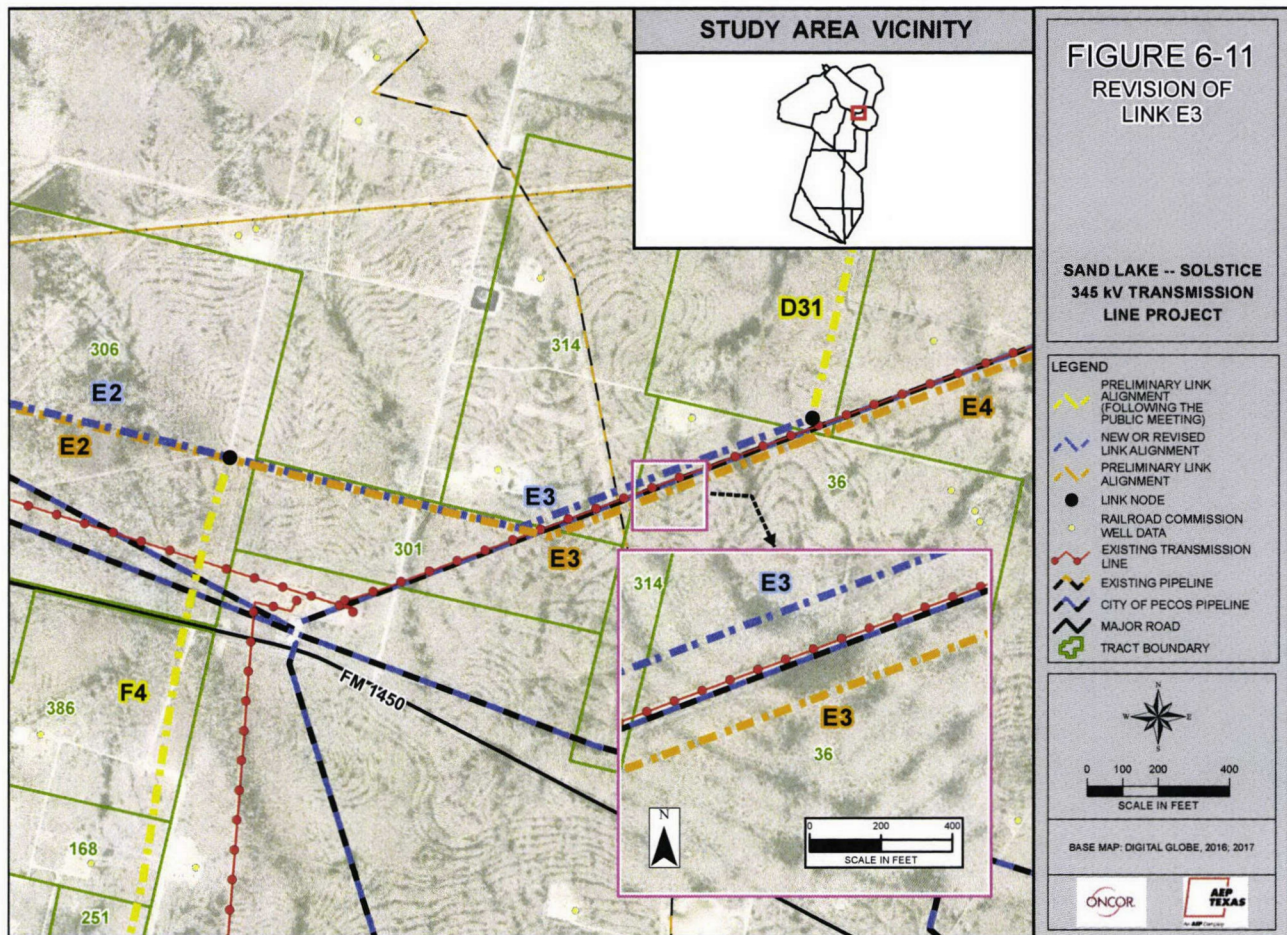 STUDY AREA VICINITY
FIGURE 6-11
REVISION OF
LINK E3
SAND LAKE -- SOLSTICE
345 kV TRANSMISSION
LINE PROJECT
LEGEND
PRELIMINARY LINK
ALIGNMENT
(FOLLOWING THE
PUBLIC MEETING)
NEW OR REVISED
LINK ALIGNMENT
PRELIMINARY LINK
ALIGNMENT
LINK NODE
RAILROAD COMMISSION
WELL DATA
EXISTING TRANSMISSION
LINE
EXISTING PIPELINE
CITY OF PECOS PIPELINE
MAJOR ROAD
TRACT BOUNDARY
N
W E
S
0 100 200 400
SCALE IN FEET
BASE MAP: DIGITAL GLOBE, 2016; 2017
ONCOR
AEP
TEXAS
An AEP Company
D31
306
314
E2
E4
E2
36
E3
301
E3
314
E3
E3
36
F4
FM 1450
386
168
251
N
0 200 400
SCALE IN FEET